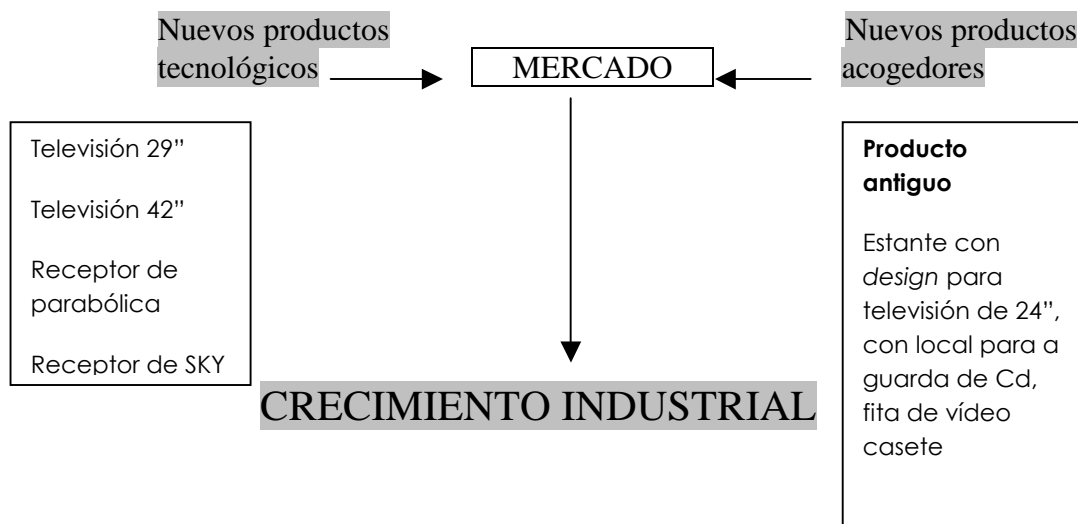 Nuevos productos
tecnológicos
MERCADO
Nuevos productos
acogedores
Televisión 29”
Televisión 42”
Receptor de
parabólica
Receptor de SKY
Producto
antiguo
Estante con
design para
televisión de 24”,
con local para a
guarda de Cd,
fita de vídeo
casete
CRECIMIENTO INDUSTRIAL